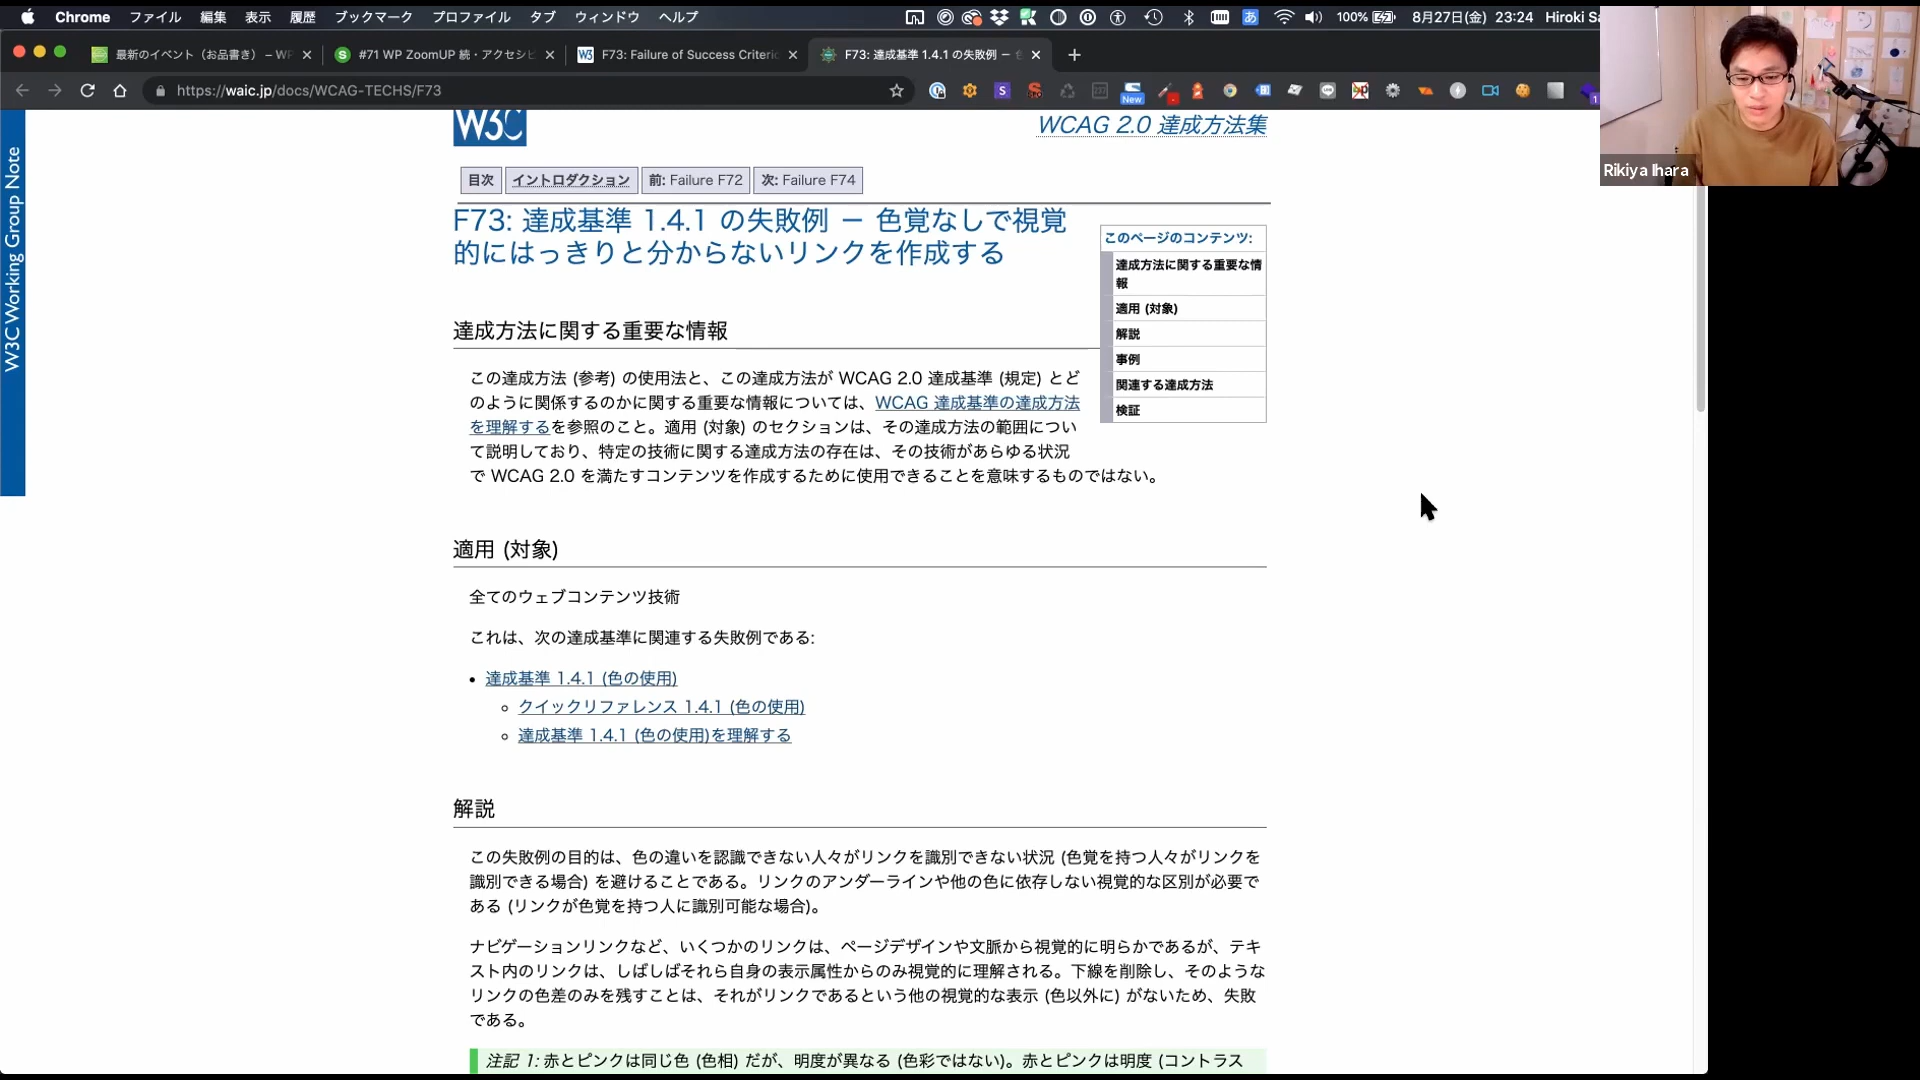 Chrome ファイル 編集 表示 履歴 ブックマーク プロファイル タブ ウィンドウ ヘルプ 100% 8月27日(金) 23:24 Hiroki Sa
最新のイベント（お品書き） – WP
#71 WP ZoomUP 続・アクセシビ
F73: Failure of Success Criterio
F73: 達成基準 1.4.1 の失敗例 － 色
https://waic.jp/docs/WCAG-TECHS/F73
New
1
Rikiya Ihara
W3C Working Group Note
W3C
WCAG 2.0 達成方法集
目次 イントロダクション 前: Failure F72 次: Failure F74
F73: 達成基準 1.4.1 の失敗例 － 色覚なしで視覚
的にはっきりと分からないリンクを作成する
このページのコンテンツ:
達成方法に関する重要な情
報
適用 (対象)
解説
事例
関連する達成方法
検証
達成方法に関する重要な情報
この達成方法 (参考) の使用法と、この達成方法が WCAG 2.0 達成基準 (規定) とど
のように関係するのかに関する重要な情報については、WCAG 達成基準の達成方法
を理解するを参照のこと。適用 (対象) のセクションは、その達成方法の範囲につい
て説明しており、特定の技術に関する達成方法の存在は、その技術があらゆる状況
で WCAG 2.0 を満たすコンテンツを作成するために使用できることを意味するものではない。
適用 (対象)
全てのウェブコンテンツ技術
これは、次の達成基準に関連する失敗例である:
達成基準 1.4.1 (色の使用)
クイックリファレンス 1.4.1 (色の使用)
達成基準 1.4.1 (色の使用)を理解する
解説
この失敗例の目的は、色の違いを認識できない人々がリンクを識別できない状況 (色覚を持つ人々がリンクを
識別できる場合) を避けることである。リンクのアンダーラインや他の色に依存しない視覚的な区別が必要で
ある (リンクが色覚を持つ人に識別可能な場合)。
ナビゲーションリンクなど、いくつかのリンクは、ページデザインや文脈から視覚的に明らかであるが、テキ
スト内のリンクは、しばしばそれら自身の表示属性からのみ視覚的に理解される。下線を削除し、そのような
リンクの色差のみを残すことは、それがリンクであるという他の視覚的な表示 (色以外に) がないため、失敗
である。
注記 1: 赤とピンクは同じ色 (色相) だが、明度が異なる (色彩ではない)。赤とピンクは明度 (コントラス